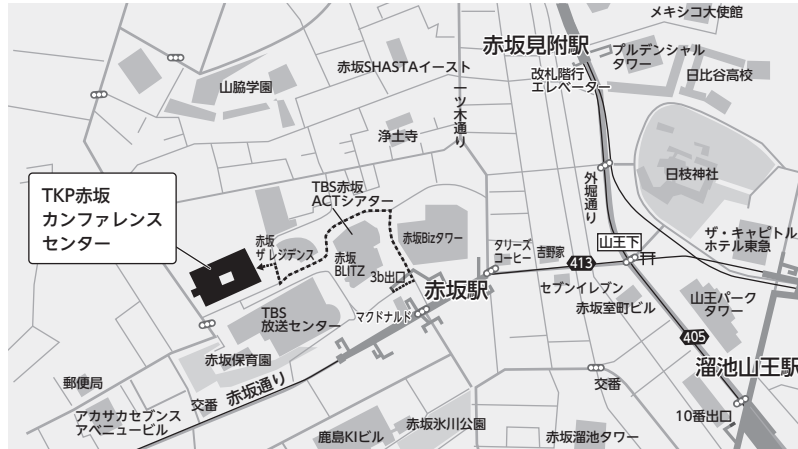 メキシコ大使館
赤坂見附駅
プルデンシャル
タワー
赤坂SHASTAイースト
改札階行
エレベーター
日比谷高校
山脇学園
一ツ木通り
浄土寺
外堀通り
日枝神社
TKP赤坂
カンファレンス
センター
TBS赤坂
ACTシアター
赤坂
ザ レジデンス
赤坂Bizタワー
タリーズ
コーヒー
吉野家
山王下
ザ・キャピトル
ホテル東急
赤坂
BLITZ
3b出口
413
赤坂駅
セブンイレブン
赤坂室町ビル
山王パーク
タワー
TBS
放送センター
マクドナルド
405
赤坂保育園
溜池山王駅
郵便局
赤坂通り
交番
交番
アカサカセブンス
アベニュービル
鹿島KIビル
赤坂氷川公園
赤坂溜池タワー
10番出口